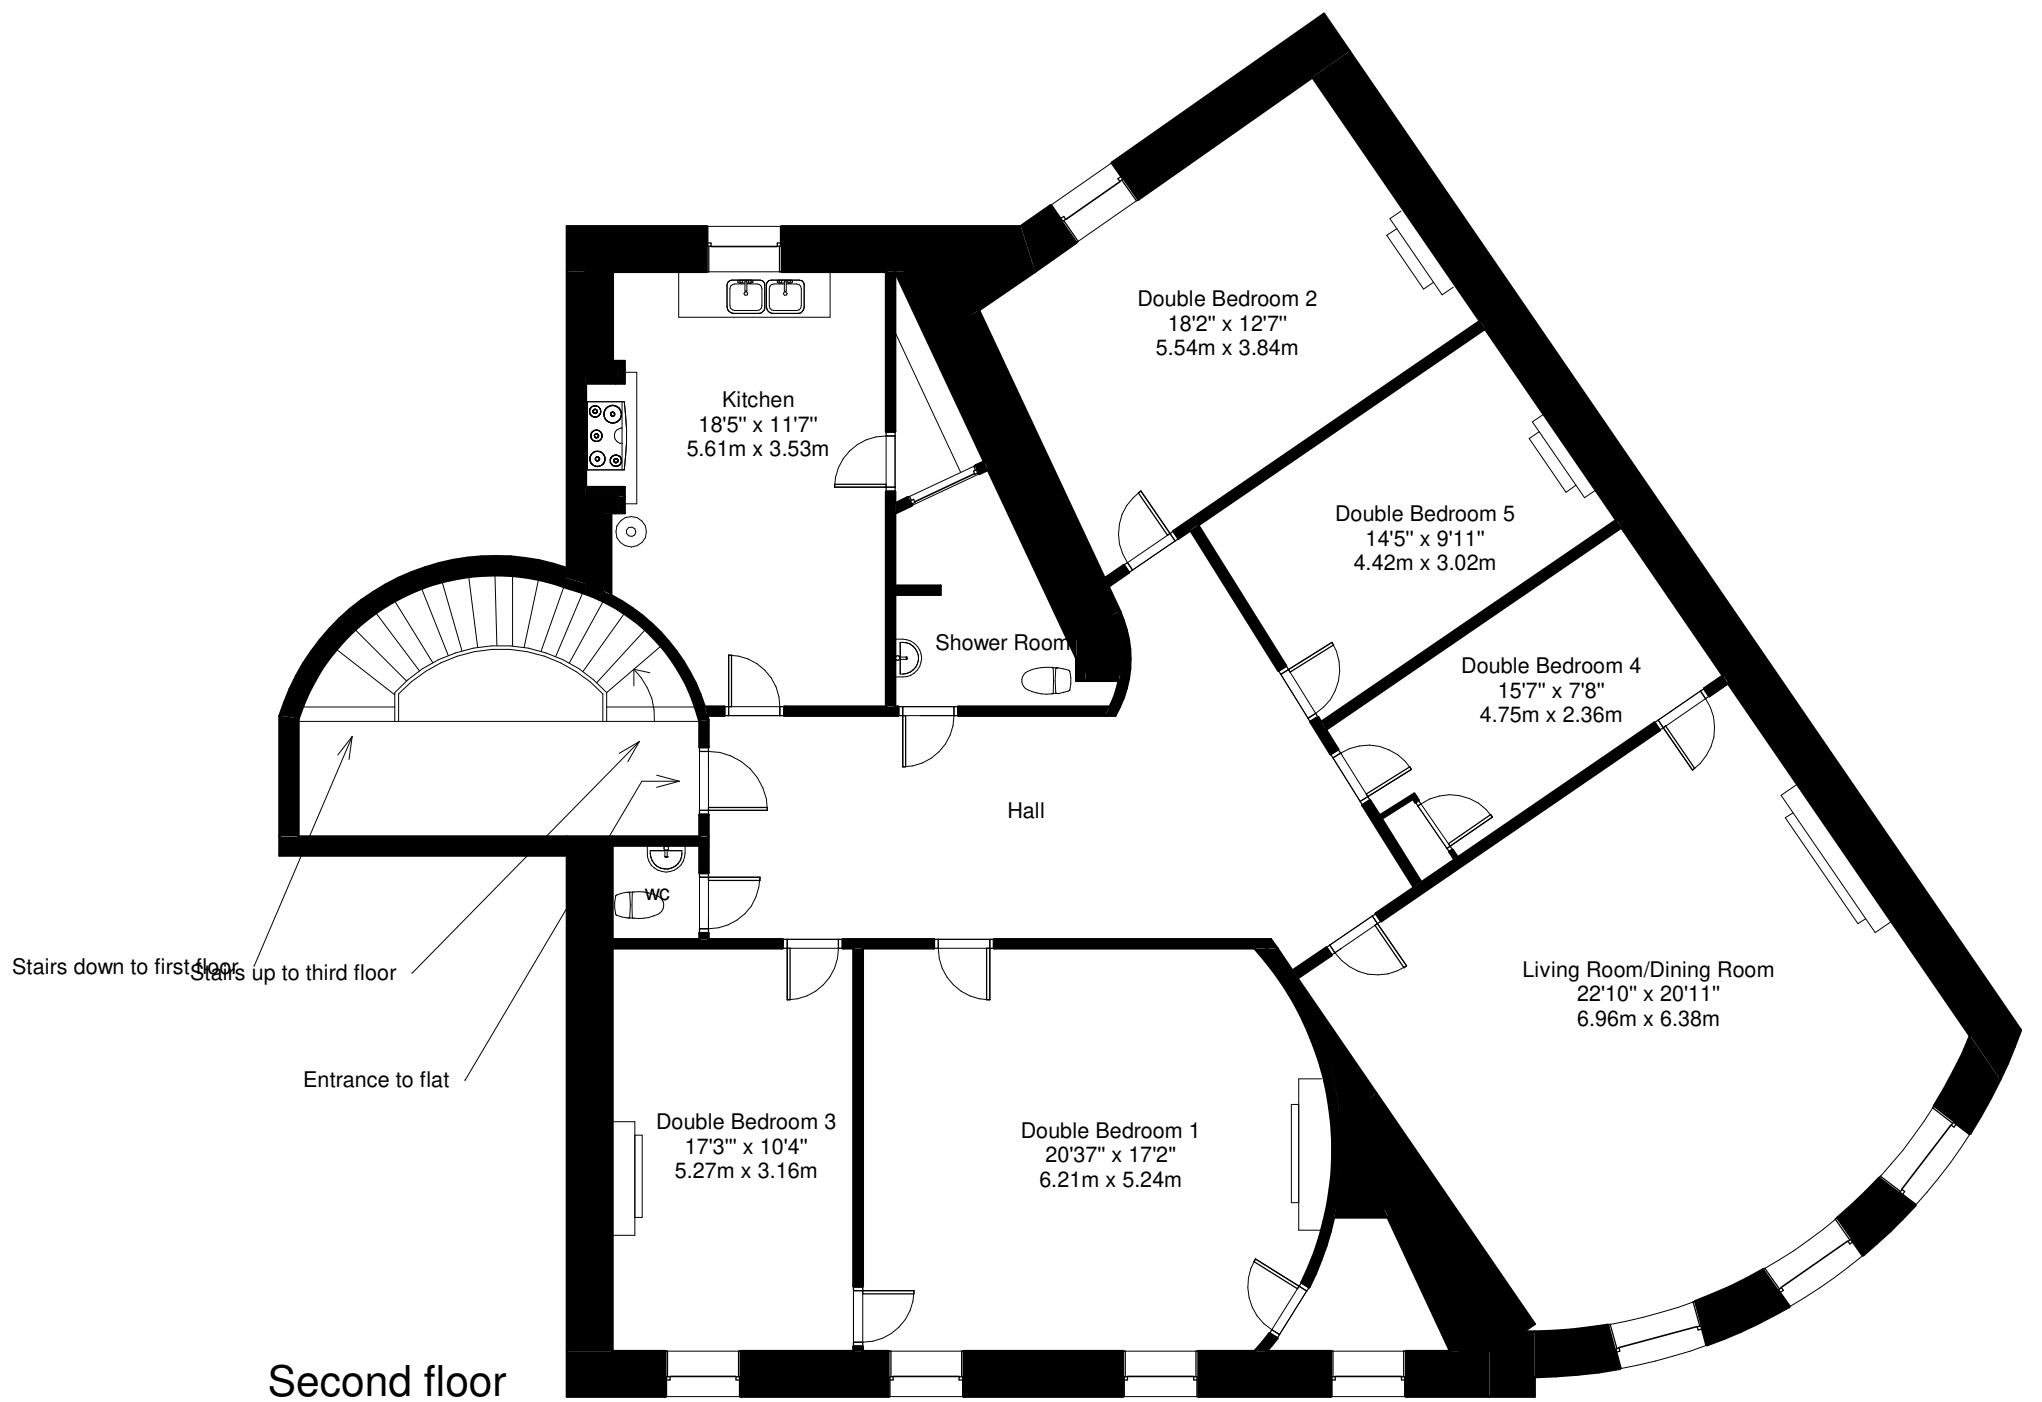 Double Bedroom 2
18'2" x 12'7"
5.54m x 3.84m
Kitchen
18'5" x 11'7"
5.61m x 3.53m
Double Bedroom 5
14'5" x 9'11"
4.42m x 3.02m
Shower Room
Double Bedroom 4
15'7" x 7'8"
4.75m x 2.36m
Hall
wc
Stairs down to first floor
Stairs up to third floor
Living Room/Dining Room
22'10" x 20'11"
6.96m x 6.38m
Entrance to flat
Double Bedroom 3
17'3'" x 10'4"
5.27m x 3.16m
Double Bedroom 1
20'37" x 17'2"
6.21m x 5.24m
Second floor